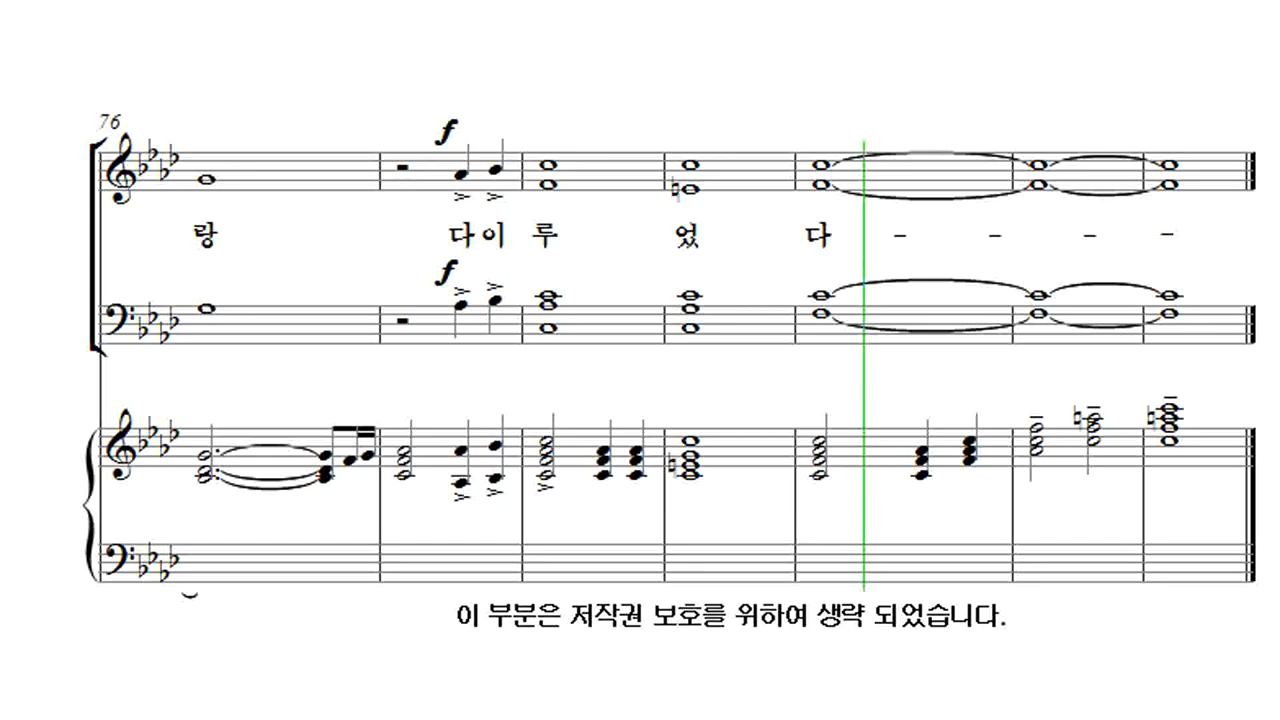 76
f
랑 다 이 루 었 다 - - - -
f
이 부분은 저작권 보호를 위하여 생략 되었습니다.